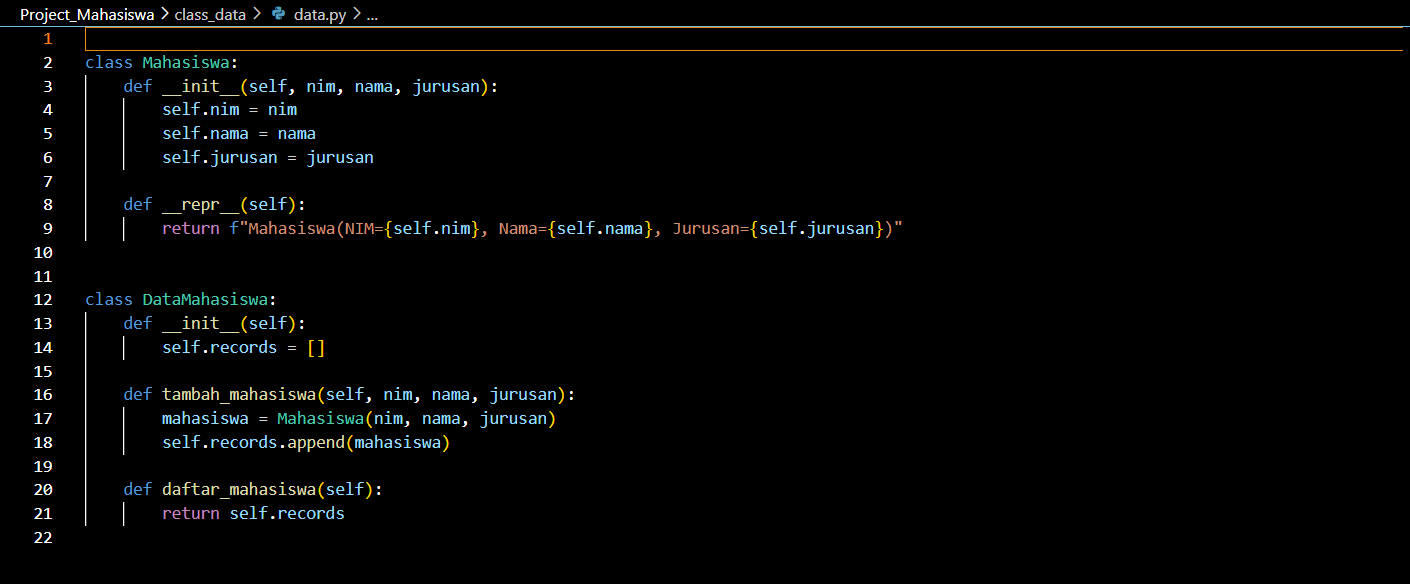 Project_Mahasiswa > class_data > data.py > ...
1
2 class Mahasiswa:
3     def __init__(self, nim, nama, jurusan):
4         self.nim = nim
5         self.nama = nama
6         self.jurusan = jurusan
7
8     def __repr__(self):
9         return f"Mahasiswa(NIM={self.nim}, Nama={self.nama}, Jurusan={self.jurusan})"
10
11
12 class DataMahasiswa:
13     def __init__(self):
14         self.records = []
15
16     def tambah_mahasiswa(self, nim, nama, jurusan):
17         mahasiswa = Mahasiswa(nim, nama, jurusan)
18         self.records.append(mahasiswa)
19
20     def daftar_mahasiswa(self):
21         return self.records
22